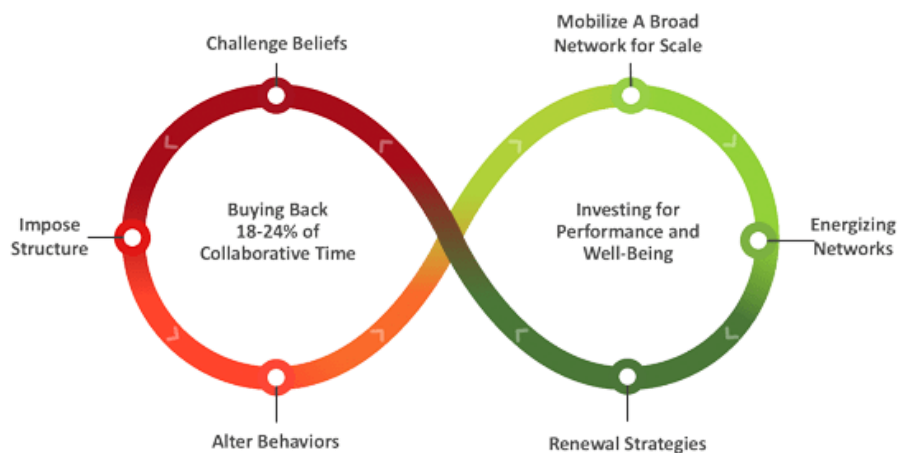 Challenge Beliefs
Mobilize A Broad
Network for Scale
Impose
Structure
Buying Back
18-24% of
Collaborative Time
Investing for
Performance and
Well-Being
Energizing
Networks
Alter Behaviors
Renewal Strategies